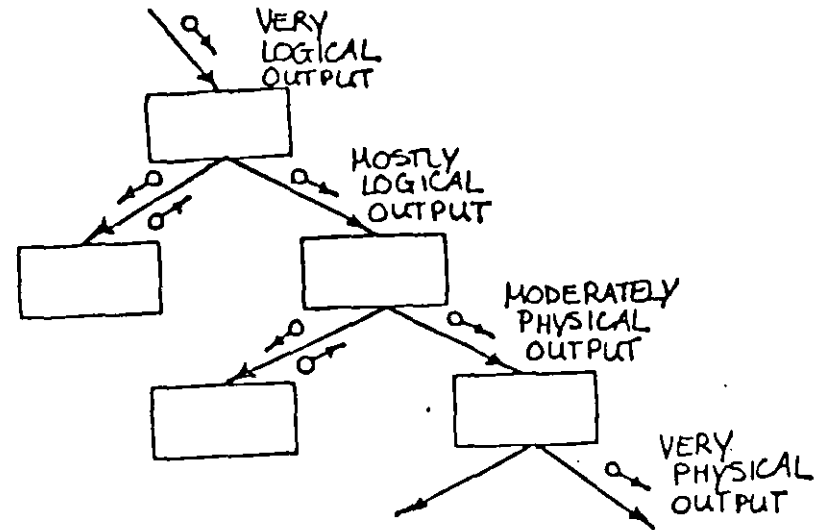 VERY
LOGICAL
OUTPUT
MOSTLY
LOGICAL
OUTPUT
MODERATELY
PHYSICAL
OUTPUT
VERY
PHYSICAL
OUTPUT